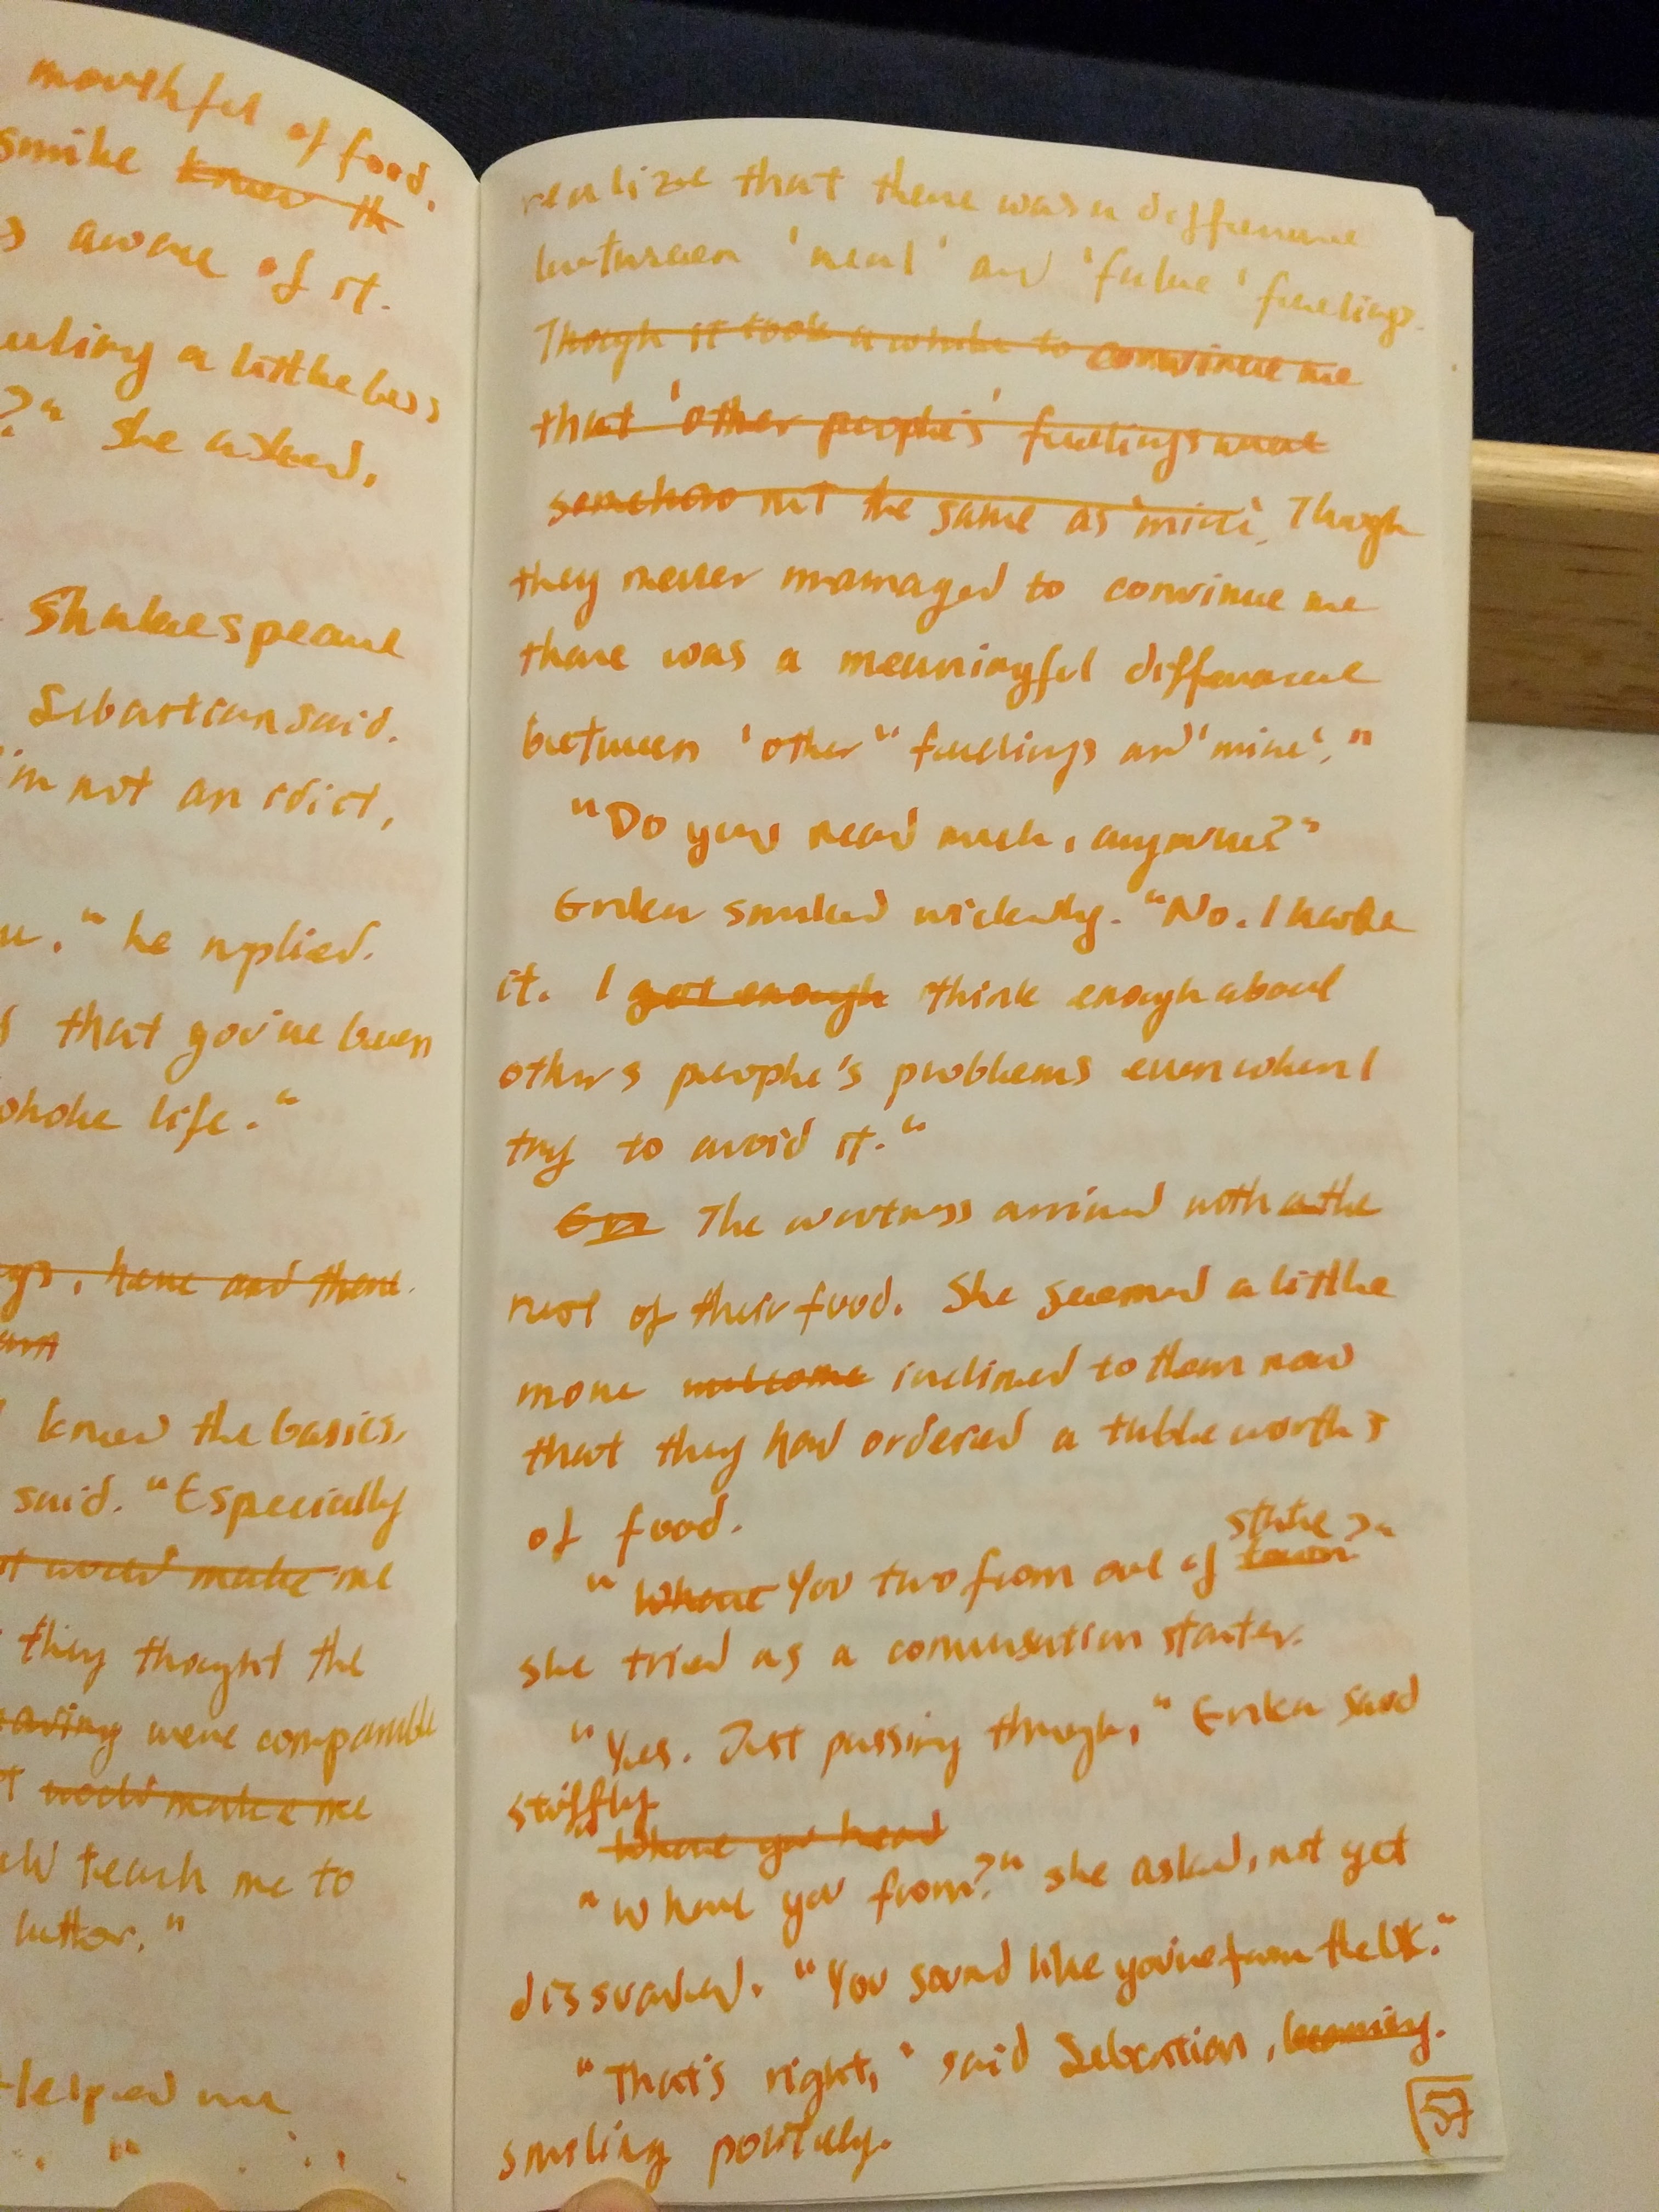 mouthful of food.
smile knew th
s aware of it.
eeling a little less
?" She asked,
Shakespeare
Sebastian said.
I'm not an idiot,
he replied.
that you've been
whole life."
gs, here and there.
knew the basics,
said. "Especially
would make me
they thought the
were comparable
would make me
teach me to
better."
Helped me
realize that there was a difference
between 'real' and 'false' feelings.
Though it took a while to convince me
that 'other people's' feelings were
somehow not the same as 'mine'. Though
they never managed to convince me
there was a meaningful difference
between 'other" feelings and 'mine'."
"Do you read much, anymore?"
Erika smiled widely. "No. I hate
it. I get enough think enough about
others people's problems even when I
try to avoid it."
The waitress arrived with a the
rest of their food. She seemed a little
more welcome inclined to them now
that they had ordered a table worth's
of food.
state?"
"Where You two from out of town"
she tried as a conversation starter.
"Yes. Just passing through," Erika said
stiffly.
"Where you head
"Where you from?" she asked, not yet
dissuaded. "You sound like you're from the UK."
"That's right," said Sebastian,
smiling politely.
57